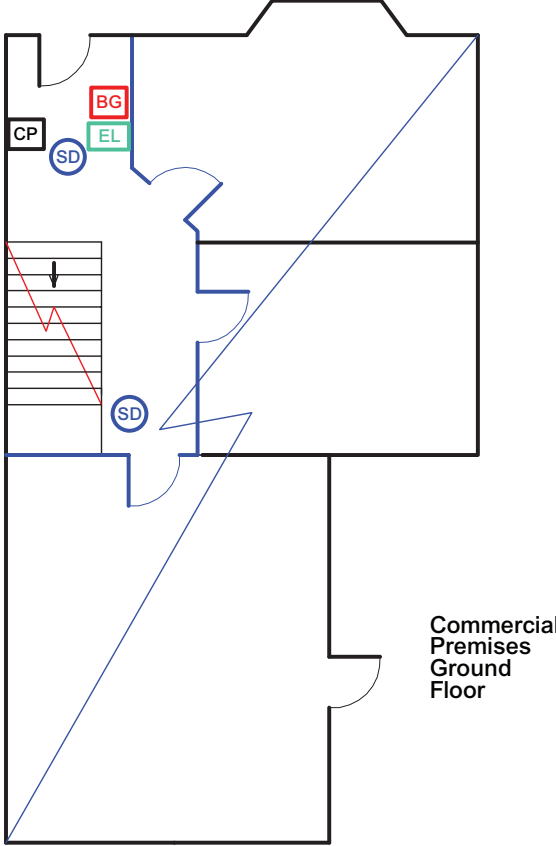 BG
CP
EL
SD
SD
Commercial
Premises
Ground
Floor